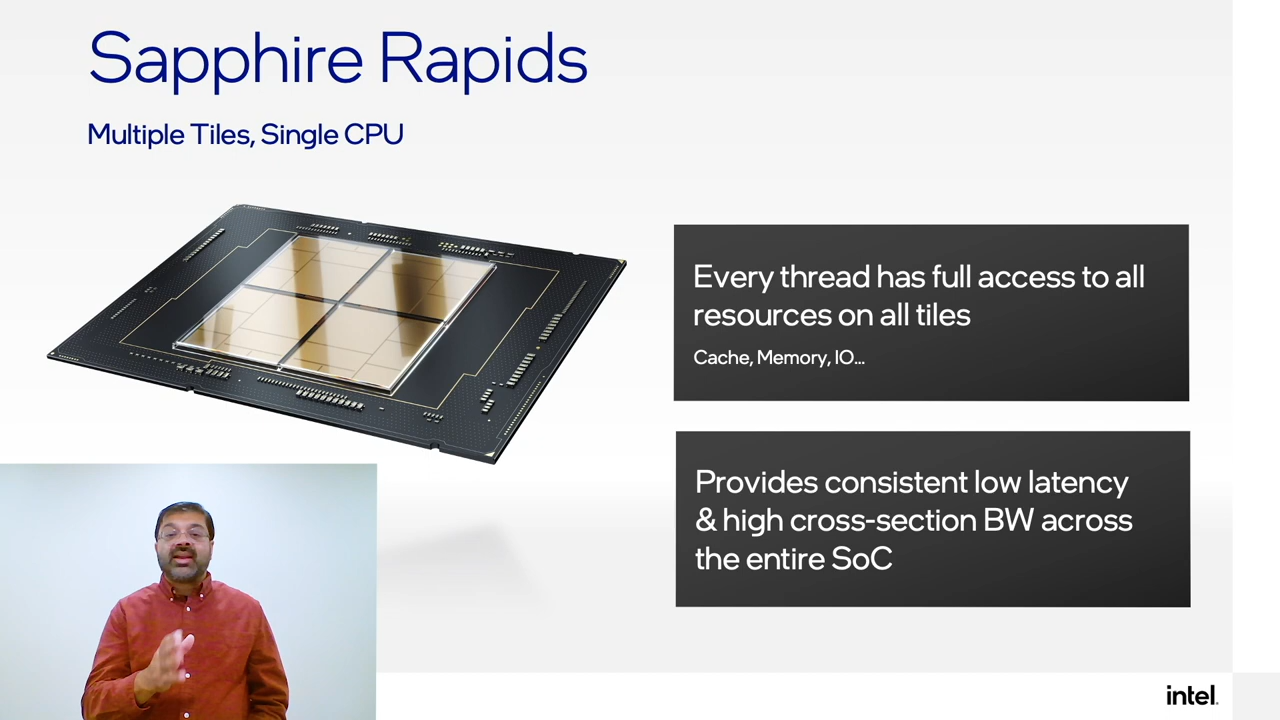 Sapphire Rapids
Multiple Tiles, Single CPU
Every thread has full access to all
resources on all tiles
Cache, Memory, IO...
Provides consistent low latency
& high cross-section BW across
the entire SoC
intel.